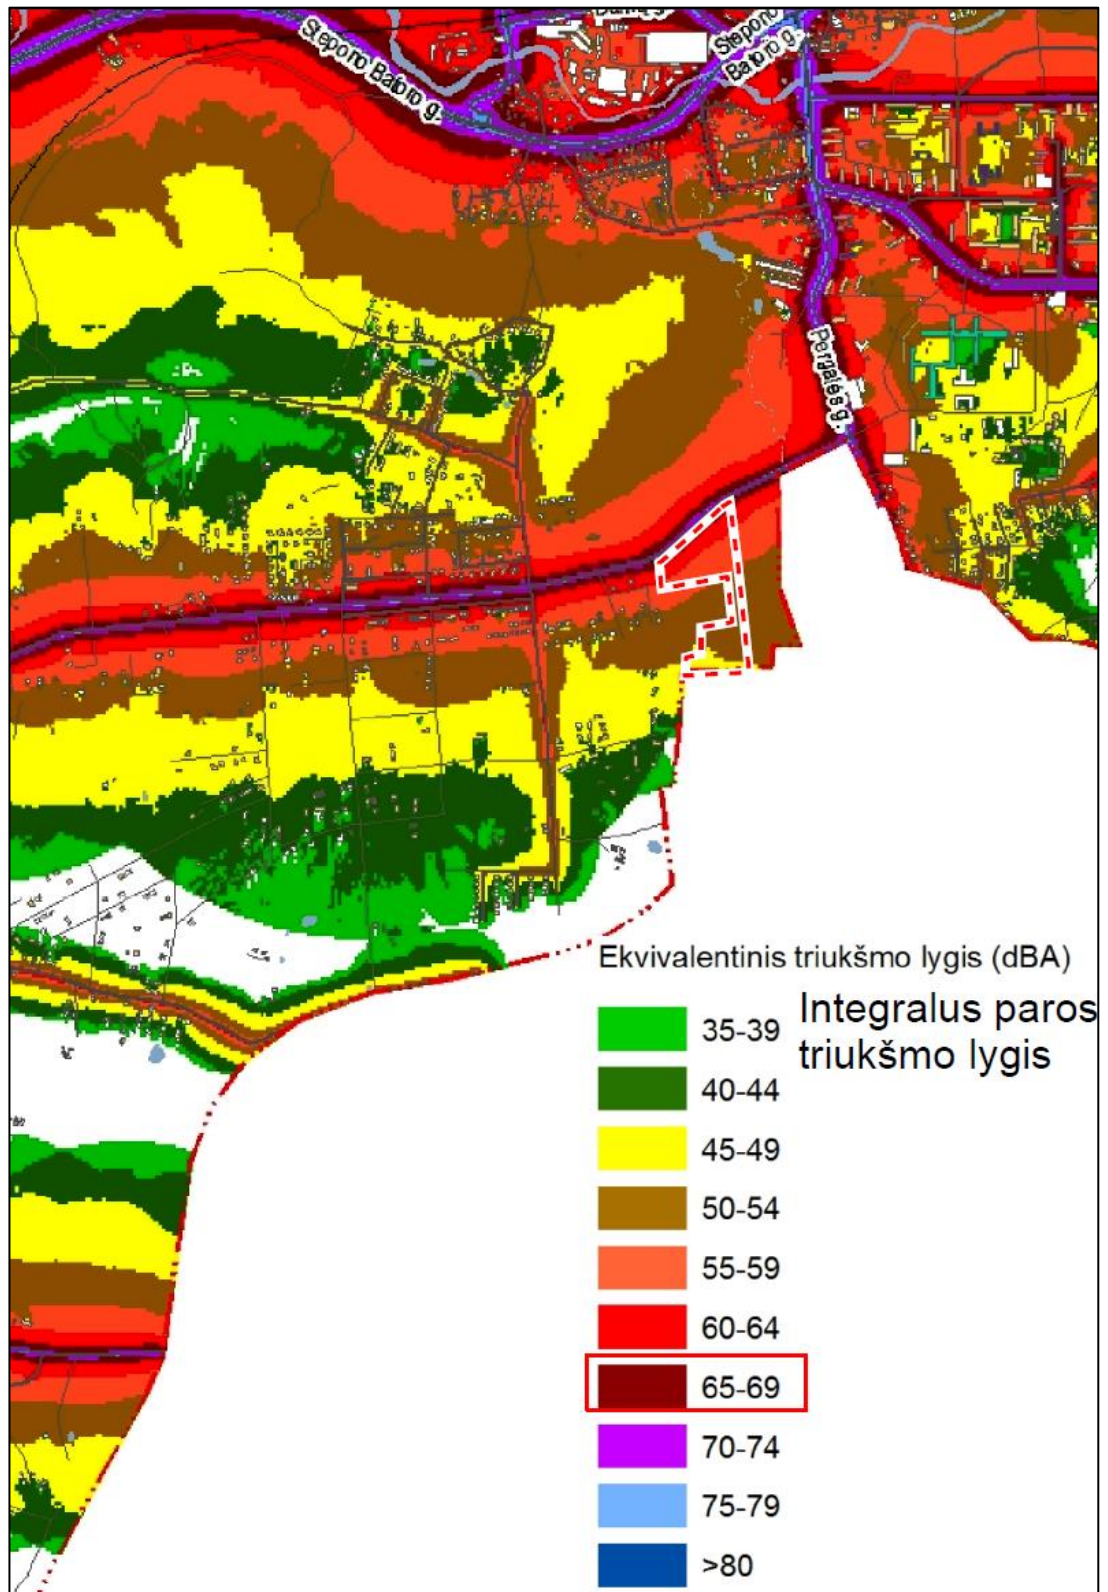 Stepono Batoro g.
Stepono
Batoro g.
Pergalės g.
Ekvivalentinis triukšmo lygis (dBA)
Integralus paros
triukšmo lygis
35-39
40-44
45-49
50-54
55-59
60-64
65-69
70-74
75-79
>80